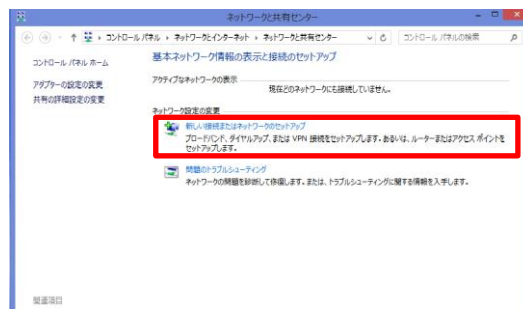 ネットワークと共有センター
コントロール パネル ▸ ネットワークとインターネット ▸ ネットワークと共有センター
コントロール パネルの検索
コントロール パネル ホーム
アダプターの設定の変更
共有の詳細設定の変更
基本ネットワーク情報の表示と接続のセットアップ
アクティブなネットワークの表示
現在どのネットワークにも接続していません。
ネットワーク設定の変更
新しい接続またはネットワークのセットアップ
ブロードバンド、ダイヤルアップ、または VPN 接続をセットアップします。あるいは、ルーターまたはアクセス ポイントを
セットアップします。
問題のトラブルシューティング
ネットワークの問題を診断して修復します。または、トラブルシューティングに関する情報を入手します。
関連項目